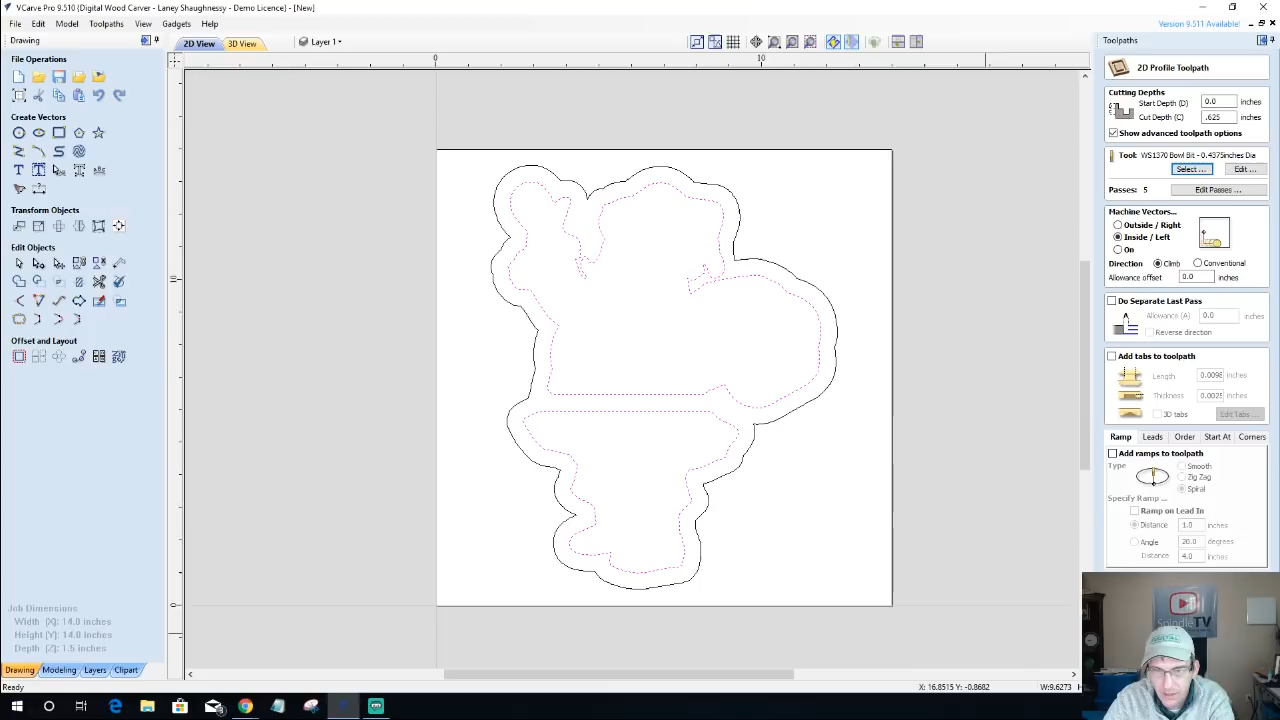 VCarve Pro 9.510 {Digital Wood Carver - Laney Shaughnessy - Demo Licence} - [New]
File Edit Model Toolpaths View Gadgets Help
Version 9.511 Available!
Drawing
2D View
3D View
Layer 1
Toolpaths
File Operations
Create Vectors
Transform Objects
Edit Objects
Offset and Layout
Job Dimensions
Width (X): 14.0 inches
Height (Y): 14.0 inches
Depth (Z): 1.5 inches
Drawing Modeling Layers Clipart
Ready
0
10
10
0
X: 16.8515 Y: -0.8682
W:9.6273
2D Profile Toolpath
Cutting Depths
Start Depth (D) 0.0 inches
Cut Depth (C) .625 inches
Show advanced toolpath options
Tool: WS1370 Bowl Bit - 0.4375inches Dia
Select ... Edit ...
Passes: 5 Edit Passes ...
Machine Vectors...
Outside / Right
Inside / Left
On
Direction Climb Conventional
Allowance offset 0.0 inches
Do Separate Last Pass
Allowance (A) 0.0 inches
Reverse direction
Add tabs to toolpath
Length 0.0098 inches
Thickness 0.0025 inches
3D tabs Edit Tabs ...
Ramp Leads Order Start At Corners
Add ramps to toolpath
Type Smooth
Zig Zag
Spiral
Specify Ramp ...
Ramp on Lead In
Distance 1.0 inches
Angle 20.0 degrees
Distance 4.0 inches
Spindle TV